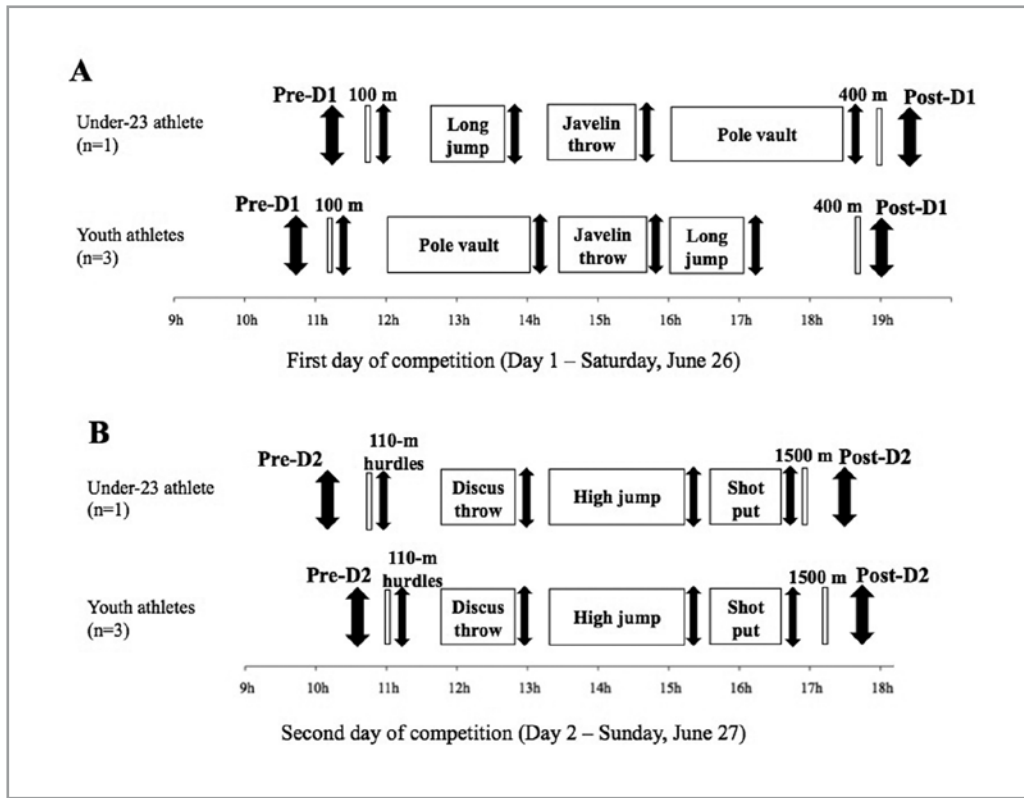 A
Under-23 athlete
(n=1)
Pre-D1
100 m
Long
jump
Javelin
throw
Pole vault
400 m
Post-D1
Youth athletes
(n=3)
Pre-D1
100 m
Pole vault
Javelin
throw
Long
jump
400 m
Post-D1
9h 10h 11h 12h 13h 14h 15h 16h 17h 18h 19h
First day of competition (Day 1 – Saturday, June 26)
B
Under-23 athlete
(n=1)
Pre-D2
110-m
hurdles
Discus
throw
High jump
Shot
put
1500 m
Post-D2
Youth athletes
(n=3)
Pre-D2
110-m
hurdles
Discus
throw
High jump
Shot
put
1500 m
Post-D2
9h 10h 11h 12h 13h 14h 15h 16h 17h 18h
Second day of competition (Day 2 – Sunday, June 27)